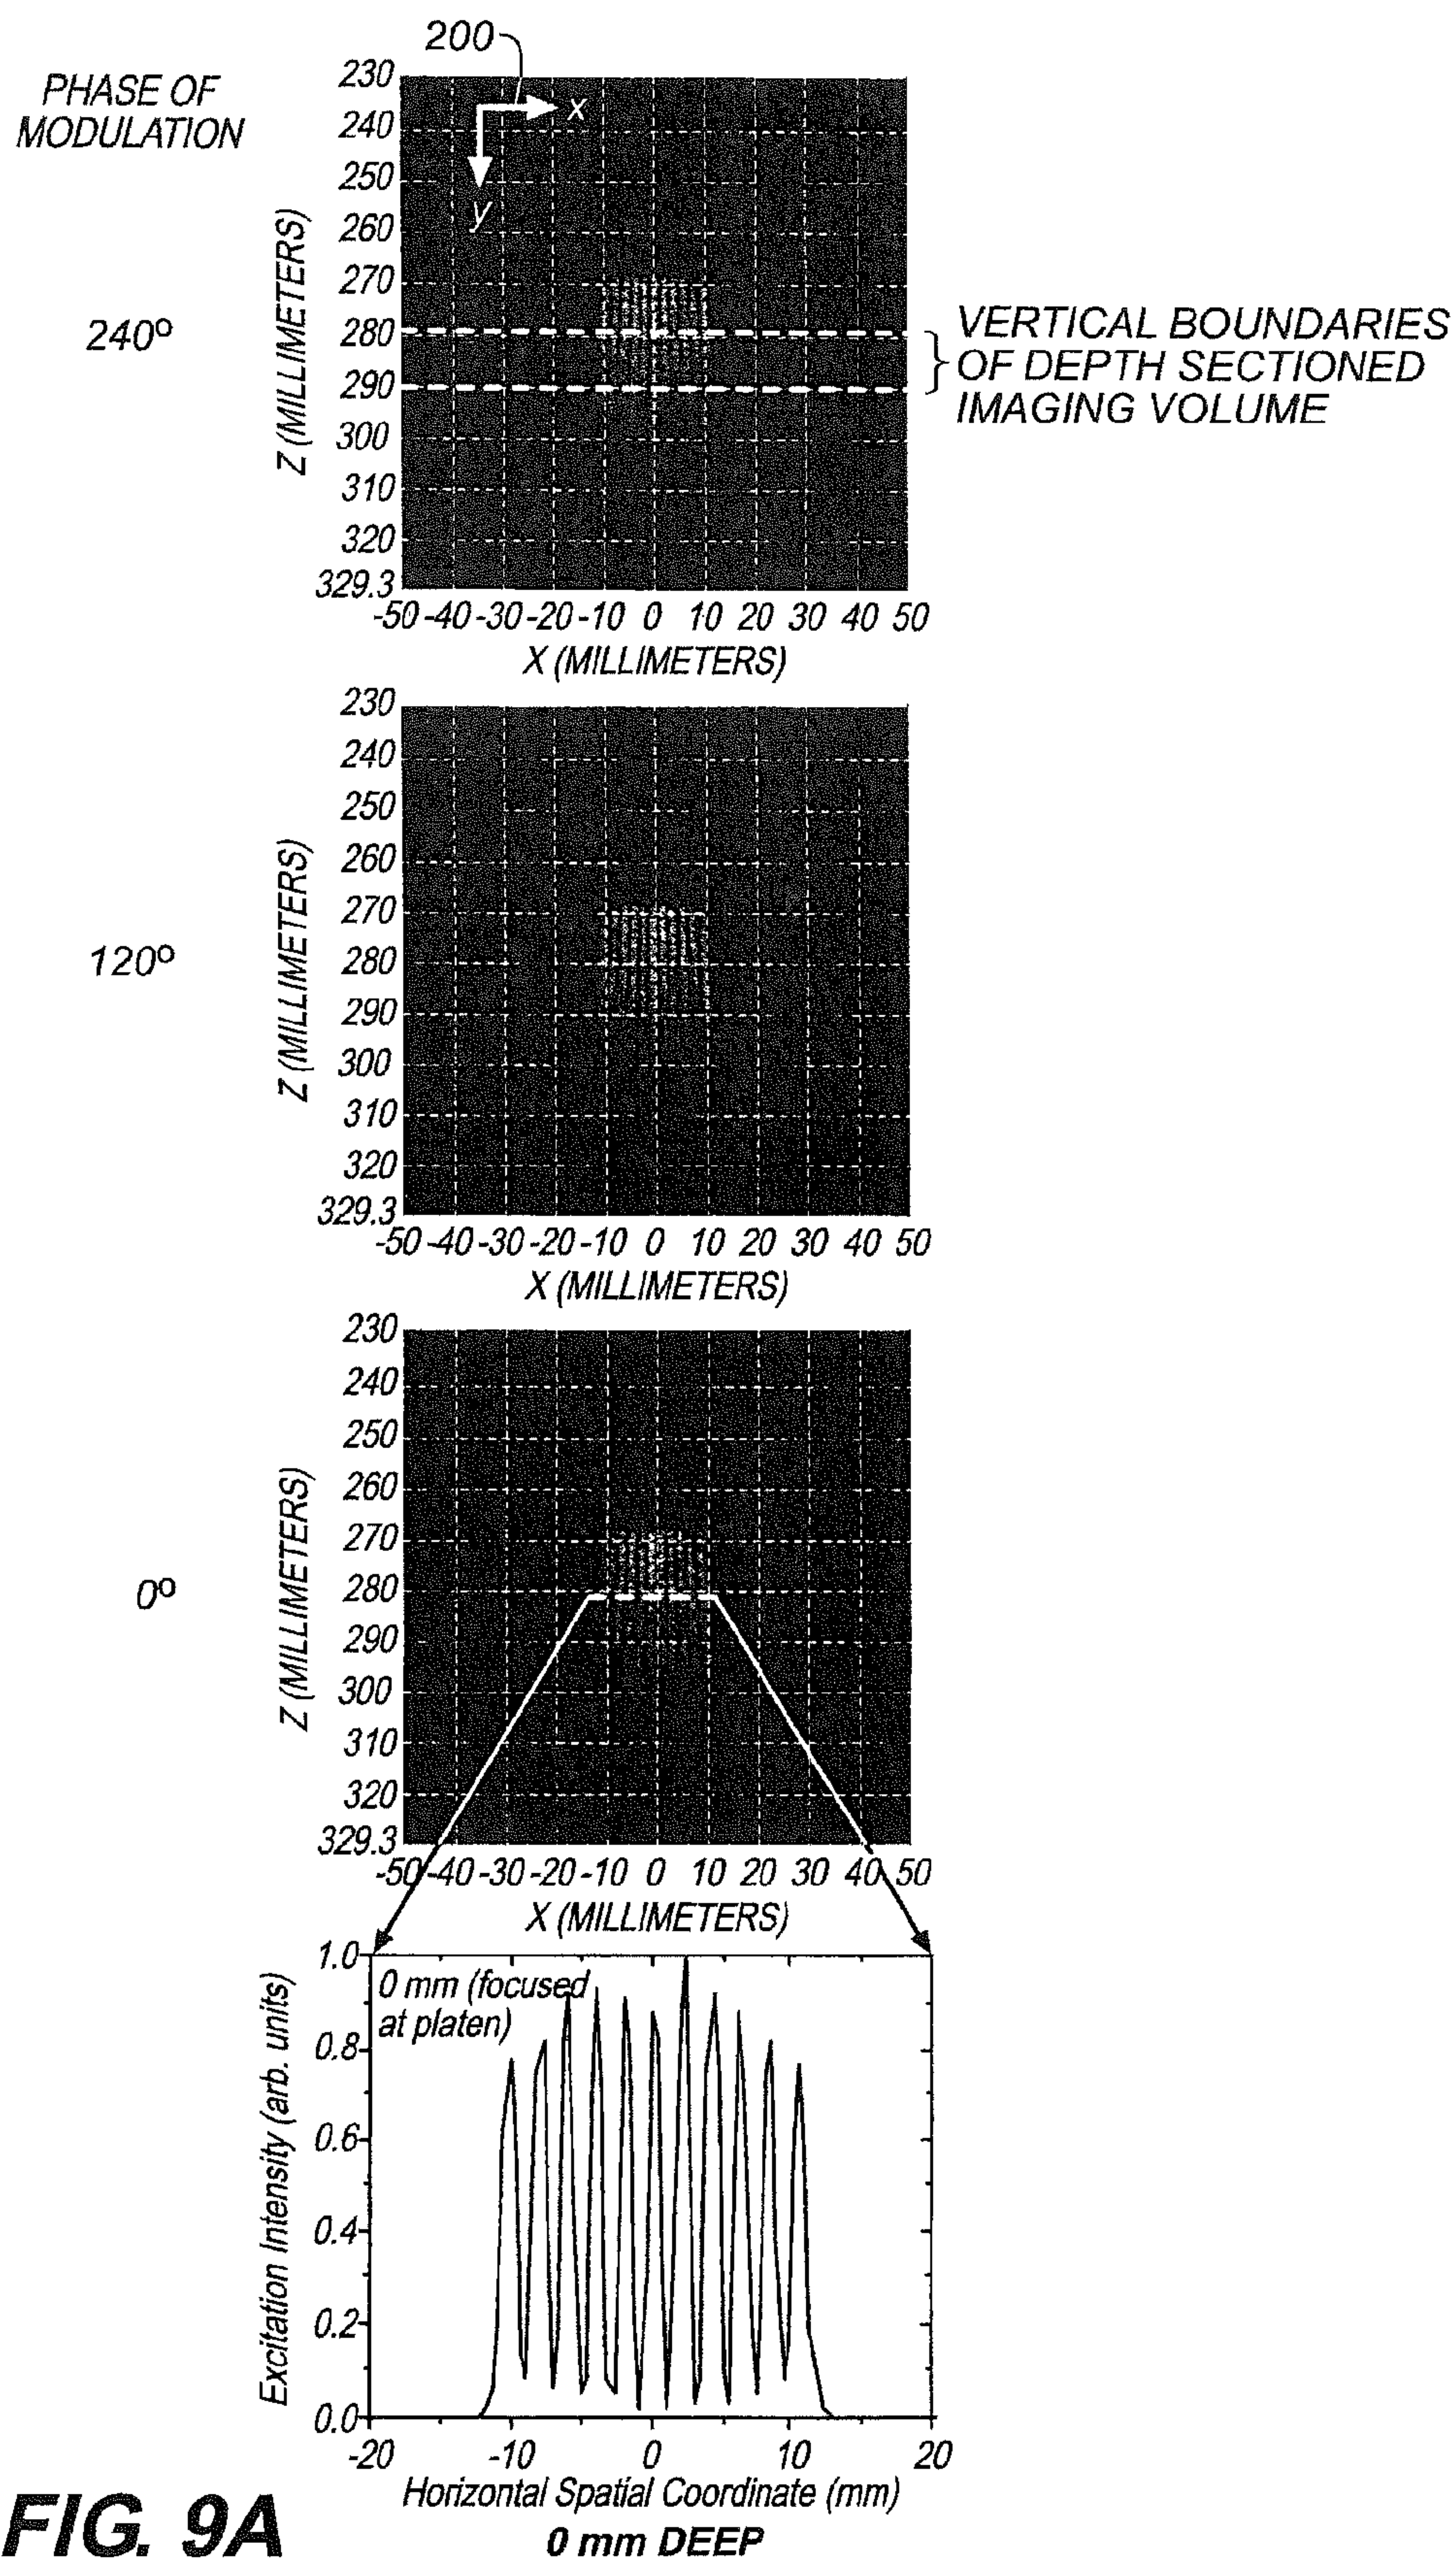 200
PHASE OF
MODULATION
230
240
250
260
270
280
290
300
310
320
329.3
x
y
Z (MILLIMETERS)
240º
VERTICAL BOUNDARIES
OF DEPTH SECTIONED
IMAGING VOLUME
-50 -40 -30 -20 -10 0 10 20 30 40 50
X (MILLIMETERS)
230
240
250
260
270
280
290
300
310
320
329.3
Z (MILLIMETERS)
120º
-50 -40 -30 -20 -10 0 10 20 30 40 50
X (MILLIMETERS)
230
240
250
260
270
280
290
300
310
320
329.3
Z (MILLIMETERS)
0º
-50 -40 -30 -20 -10 0 10 20 30 40 50
X (MILLIMETERS)
1.0
0.8
0.6
0.4
0.2
0.0
Excitation Intensity (arb. units)
0 mm (focused
at platen)
-20 -10 0 10 20
Horizontal Spatial Coordinate (mm)
0 mm DEEP
FIG. 9A